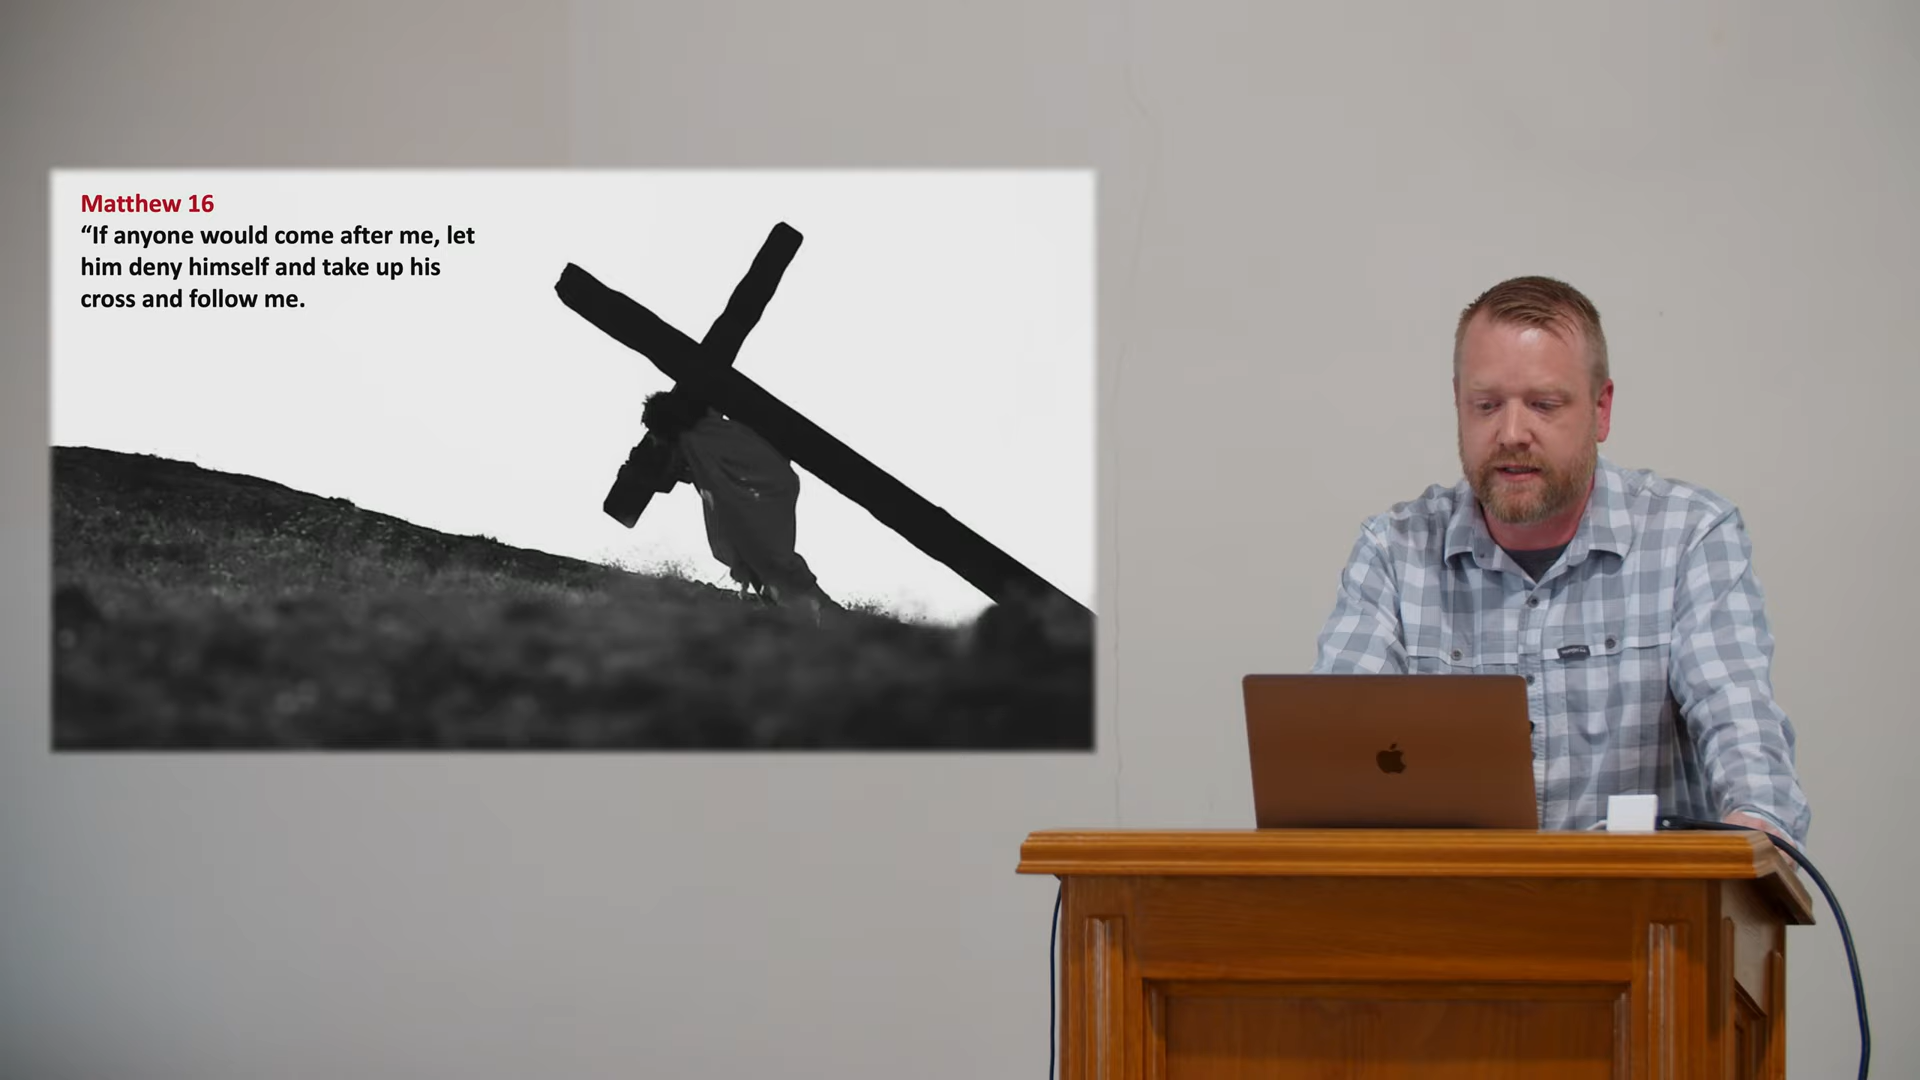 Matthew 16
“If anyone would come after me, let
him deny himself and take up his
cross and follow me.